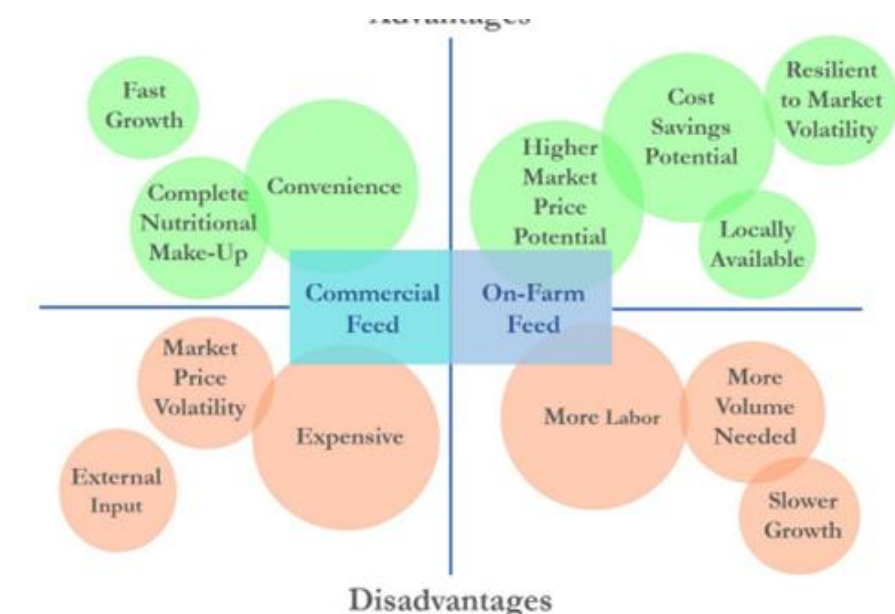 Advantages
Fast
Growth
Complete
Nutritional
Make-Up
Convenience
Higher
Market
Price
Potential
Cost
Savings
Potential
Resilient
to Market
Volatility
Locally
Available
Commercial
Feed
On-Farm
Feed
Market
Price
Volatility
Expensive
External
Input
More Labor
More
Volume
Needed
Slower
Growth
Disadvantages